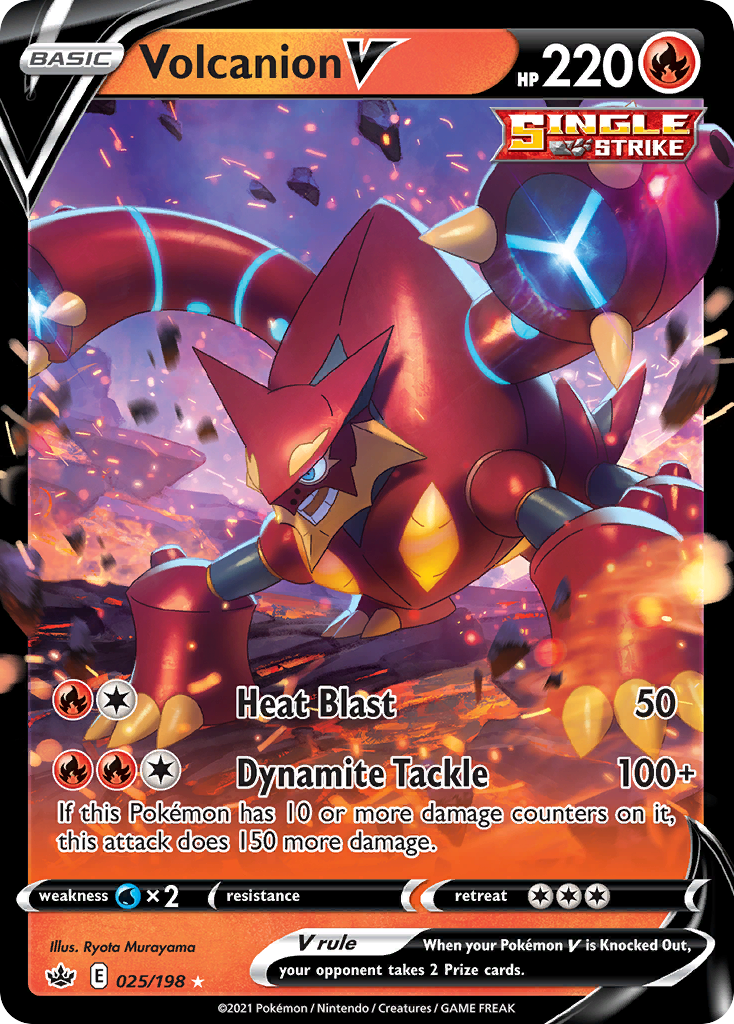 BASIC Volcanion V HP 220
SINGLE
STRIKE
Heat Blast 50
Dynamite Tackle 100+
If this Pokémon has 10 or more damage counters on it,
this attack does 150 more damage.
weakness ×2 resistance retreat
Illus. Ryota Murayama
V rule When your Pokémon V is Knocked Out,
your opponent takes 2 Prize cards.
E 025/198
©2021 Pokémon / Nintendo / Creatures / GAME FREAK